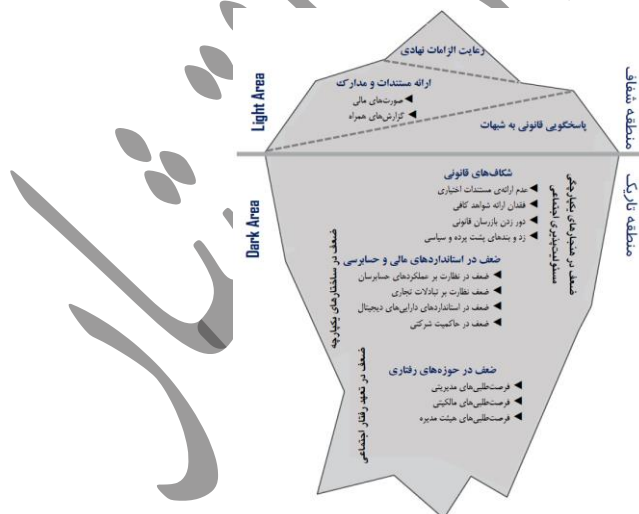 رعایت الزامات نهادی
ارائه مستندات و مدارک
صورت‌های مالی
گزارش‌های همراه
پاسخگویی قانونی به شبهات
Light Area
منطقه شفاف
Dark Area
منطقه تاریک
شکاف‌های قانونی
عدم ارائه‌ی مستندات اختیاری
فقدان ارائه شواهد کافی
دور زدن بازرسان قانونی
زد و بندهای پشت پرده و سیاسی
ضعف در هنجارهای یکپارچگی
مسئولیت‌پذیری اجتماعی
ضعف در استانداردهای مالی و حسابرسی
ضعف در نظارت بر عملکردهای حسابرسان
ضعف نظارت بر تبادلات تجاری
ضعف در استانداردهای دارایی‌های دیجیتال
ضعف در حاکمیت شرکتی
ضعف در ساختارهای یکپارچه
ضعف در حوزه‌های رفتاری
فرصت‌طلبی‌های مدیریتی
فرصت‌طلبی‌های مالکیتی
فرصت‌طلبی‌های هیئت مدیره
ضعف در تعهد رفتار اجتماعی